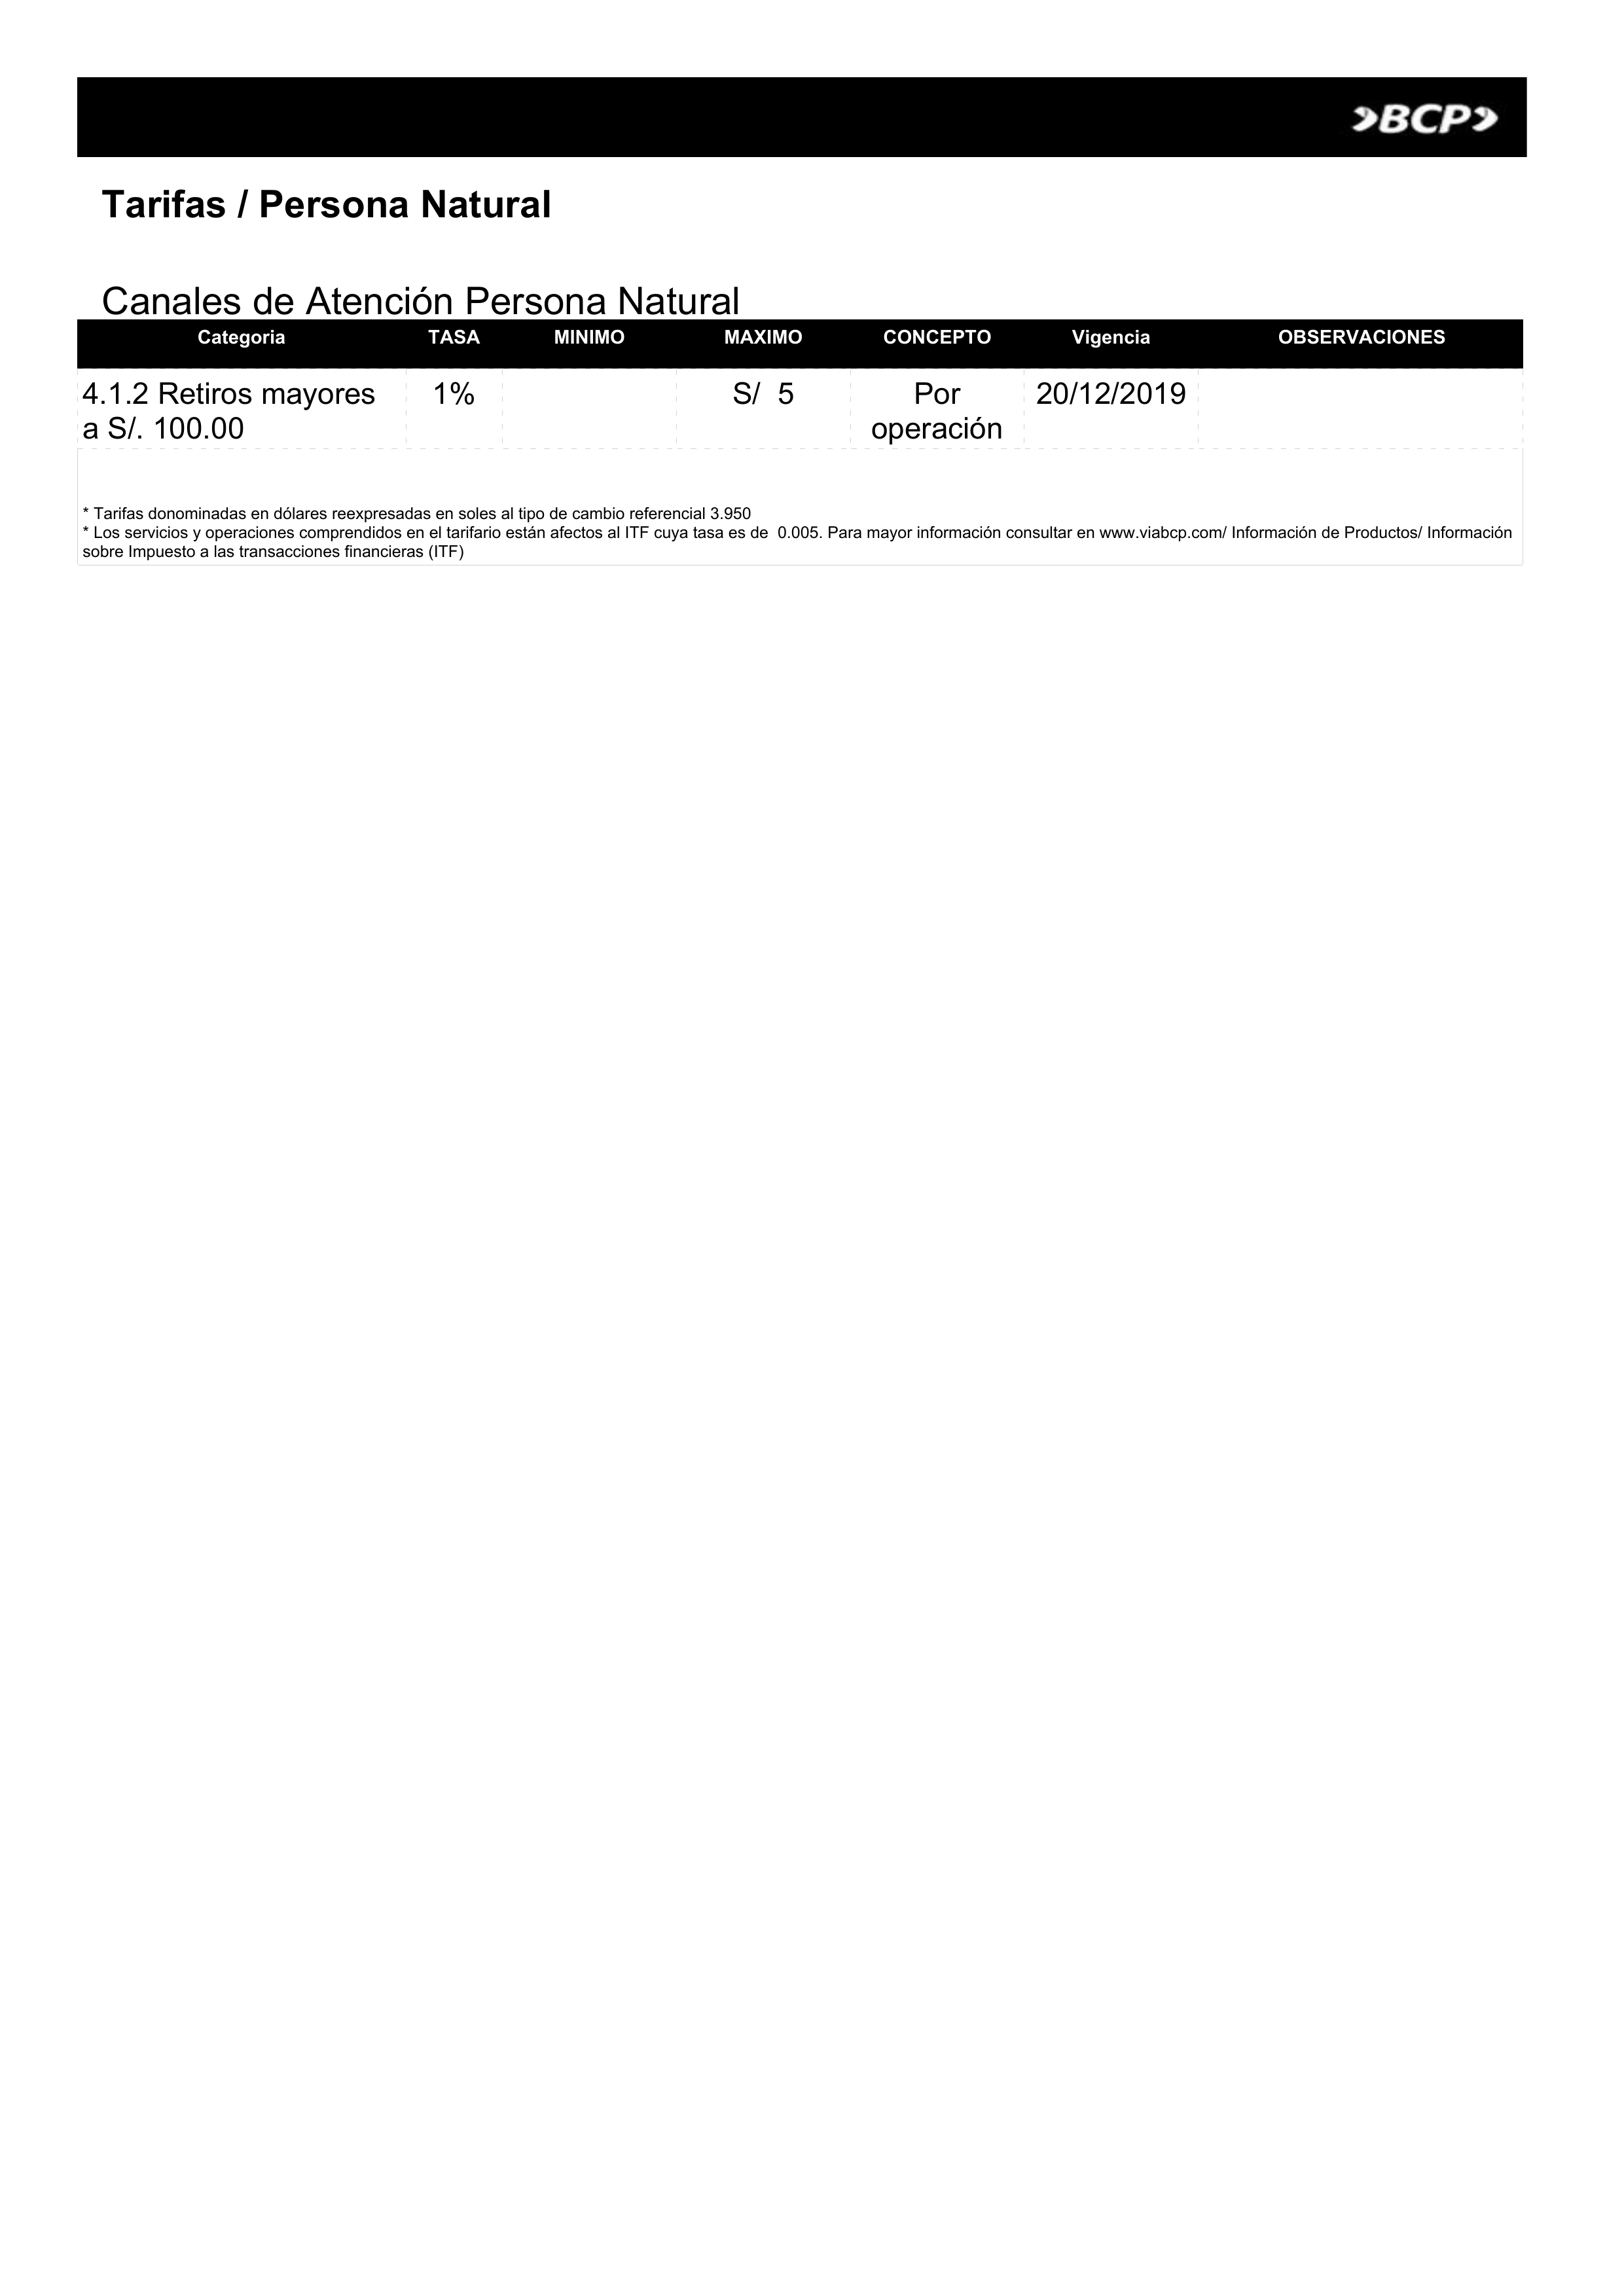 BCP
Tarifas / Persona Natural
Canales de Atención Persona Natural
Categoria TASA MINIMO MAXIMO CONCEPTO Vigencia OBSERVACIONES
4.1.2 Retiros mayores 1% S/ 5 Por 20/12/2019
a S/. 100.00 operación
* Tarifas donominadas en dólares reexpresadas en soles al tipo de cambio referencial 3.950
* Los servicios y operaciones comprendidos en el tarifario están afectos al ITF cuya tasa es de 0.005. Para mayor información consultar en www.viabcp.com/ Información de Productos/ Información
sobre Impuesto a las transacciones financieras (ITF)